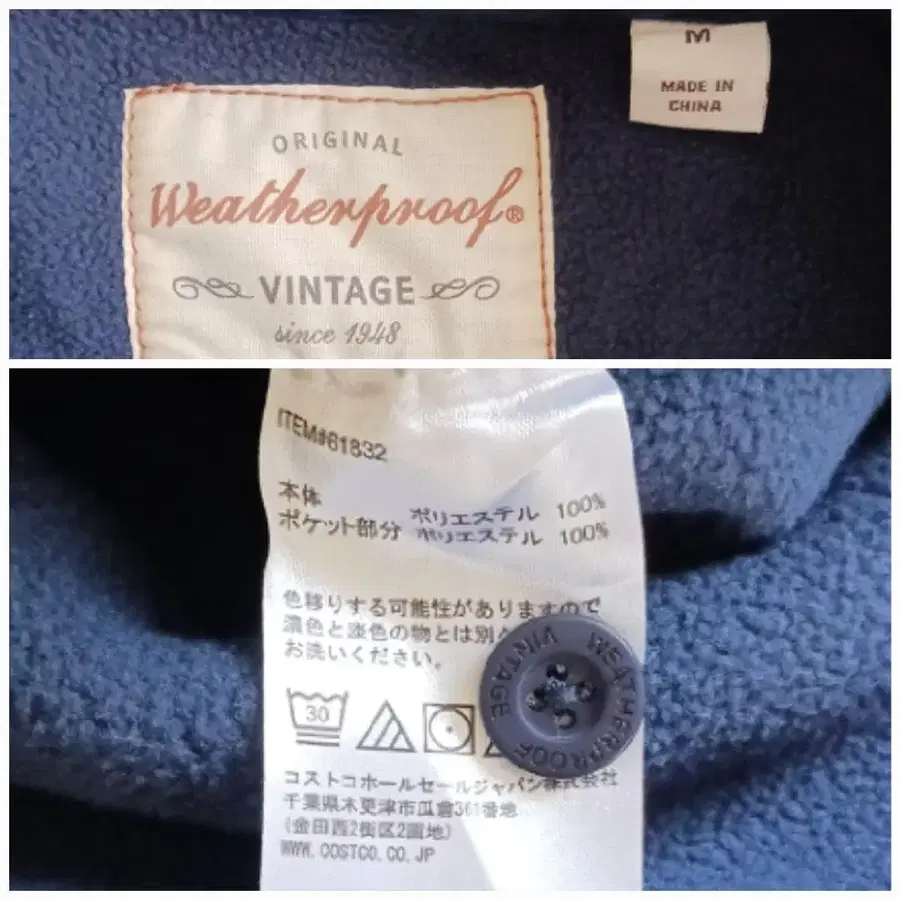 ORIGINAL
Weatherproof®
VINTAGE
since 1948
M
MADE IN
CHINA
ITEM#61832
本体 ポリエステル 100%
ポケット部分 ポリエステル 100%
色移りする可能性がありますので
濃色と淡色の物とは別々
お洗いください。
30
コストコホールセールジャパン株式会社
千葉県木更津市瓜倉361番地
(金田西2街区2画地)
WWW.COSTCO.CO.JP
WEATHERPROOF
VINTAGE